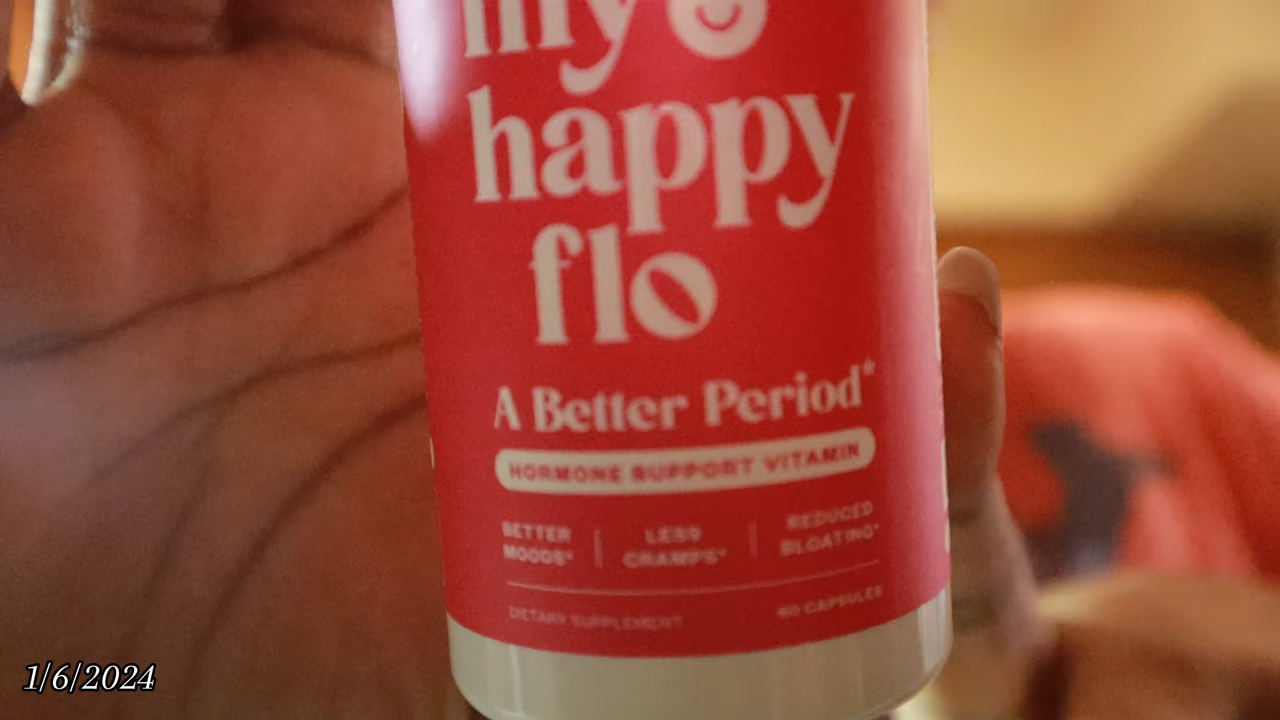 my
happy
flo
A Better Period*
HORMONE SUPPORT VITAMIN
BETTER MOODS*
LESS CRAMPS*
REDUCED BLOATING*
DIETARY SUPPLEMENT
60 CAPSULES
1/6/2024